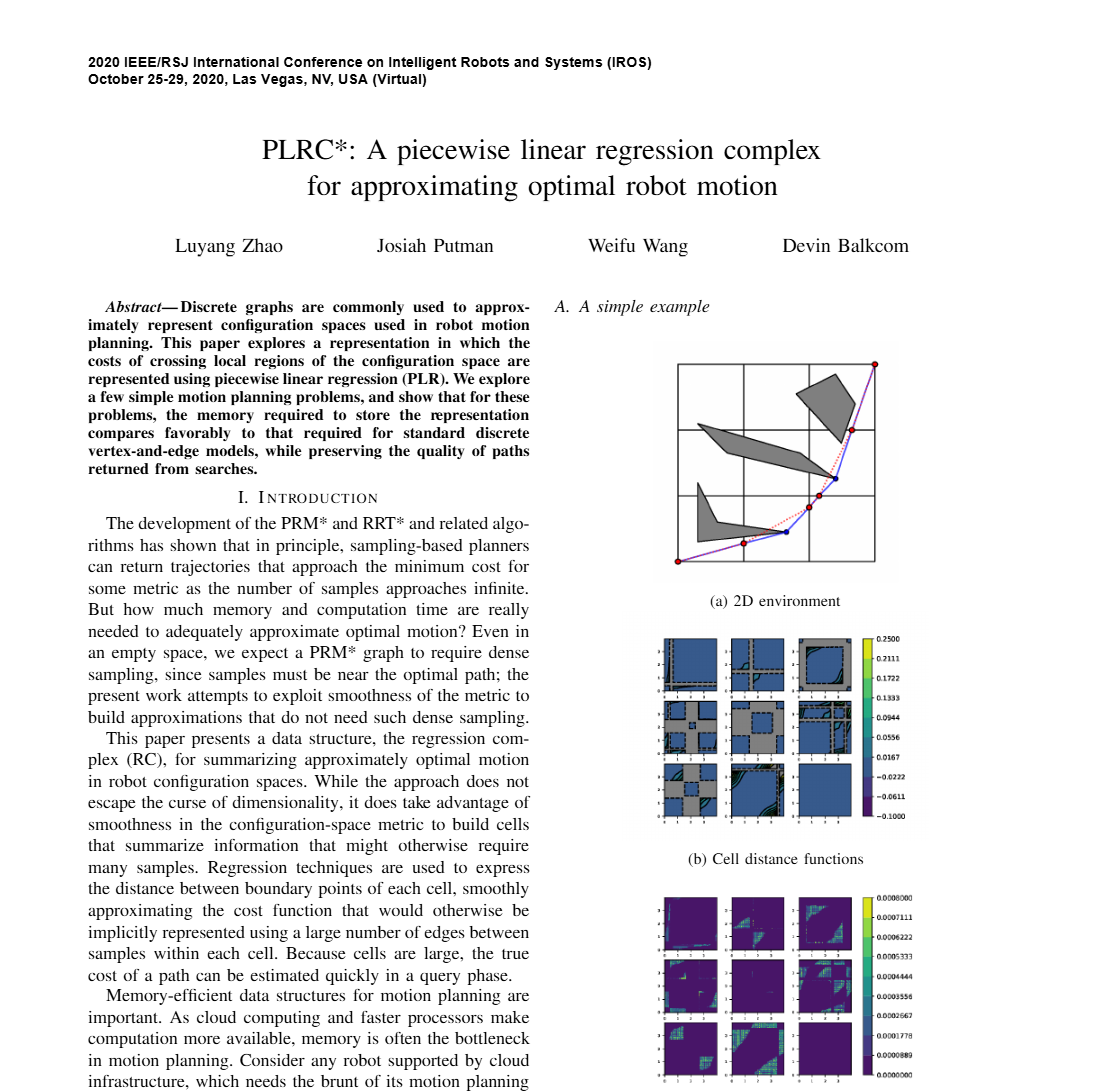 2020 IEEE/RSJ International Conference on Intelligent Robots and Systems (IROS)
October 25-29, 2020, Las Vegas, NV, USA (Virtual)
PLRC*: A piecewise linear regression complex
for approximating optimal robot motion
Luyang Zhao Josiah Putman Weifu Wang Devin Balkcom
Abstract—Discrete graphs are commonly used to approx-
imately represent configuration spaces used in robot motion
planning. This paper explores a representation in which the
costs of crossing local regions of the configuration space are
represented using piecewise linear regression (PLR). We explore
a few simple motion planning problems, and show that for these
problems, the memory required to store the representation
compares favorably to that required for standard discrete
vertex-and-edge models, while preserving the quality of paths
returned from searches.
I. INTRODUCTION
The development of the PRM* and RRT* and related algo-
rithms has shown that in principle, sampling-based planners
can return trajectories that approach the minimum cost for
some metric as the number of samples approaches infinite.
But how much memory and computation time are really
needed to adequately approximate optimal motion? Even in
an empty space, we expect a PRM* graph to require dense
sampling, since samples must be near the optimal path; the
present work attempts to exploit smoothness of the metric to
build approximations that do not need such dense sampling.
This paper presents a data structure, the regression com-
plex (RC), for summarizing approximately optimal motion
in robot configuration spaces. While the approach does not
escape the curse of dimensionality, it does take advantage of
smoothness in the configuration-space metric to build cells
that summarize information that might otherwise require
many samples. Regression techniques are used to express
the distance between boundary points of each cell, smoothly
approximating the cost function that would otherwise be
implicitly represented using a large number of edges between
samples within each cell. Because cells are large, the true
cost of a path can be estimated quickly in a query phase.
Memory-efficient data structures for motion planning are
important. As cloud computing and faster processors make
computation more available, memory is often the bottleneck
in motion planning. Consider any robot supported by cloud
infrastructure, which needs the brunt of its motion planning
A. A simple example
(a) 2D environment
0.2500
0.2111
0.1722
0.1333
0.0944
0.0556
0.0167
−0.0222
−0.0611
−0.1000
(b) Cell distance functions
0.0008000
0.0007111
0.0006222
0.0005333
0.0004444
0.0003556
0.0002667
0.0001778
0.0000889
0.0000000